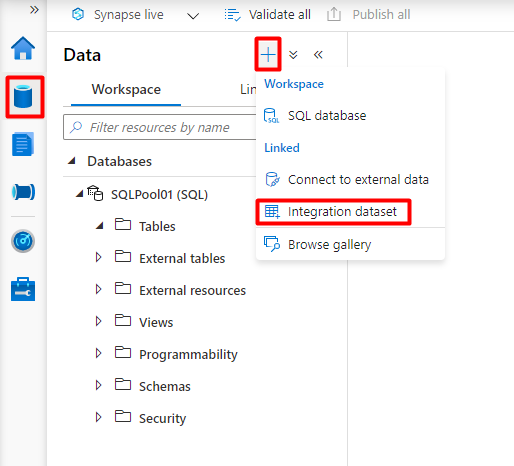 Synapse live
Validate all
Publish all
Data
Workspace
Lin
Workspace
Filter resources by name
SQL database
Databases
Linked
Connect to external data
SQLPool01 (SQL)
Integration dataset
Tables
Browse gallery
External tables
External resources
Views
Programmability
Schemas
Security